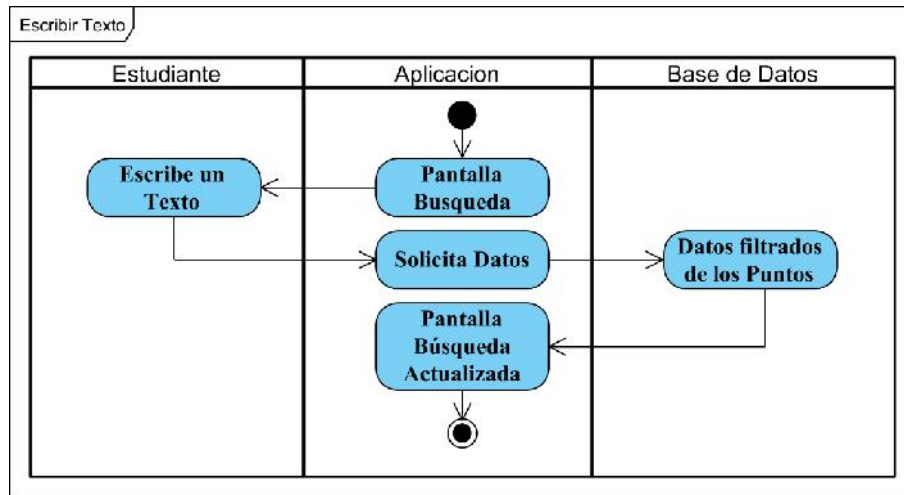 Escribir Texto
Estudiante
Aplicacion
Base de Datos
Escribe un
Texto
Pantalla
Busqueda
Solicita Datos
Datos filtrados
de los Puntos
Pantalla
Búsqueda
Actualizada